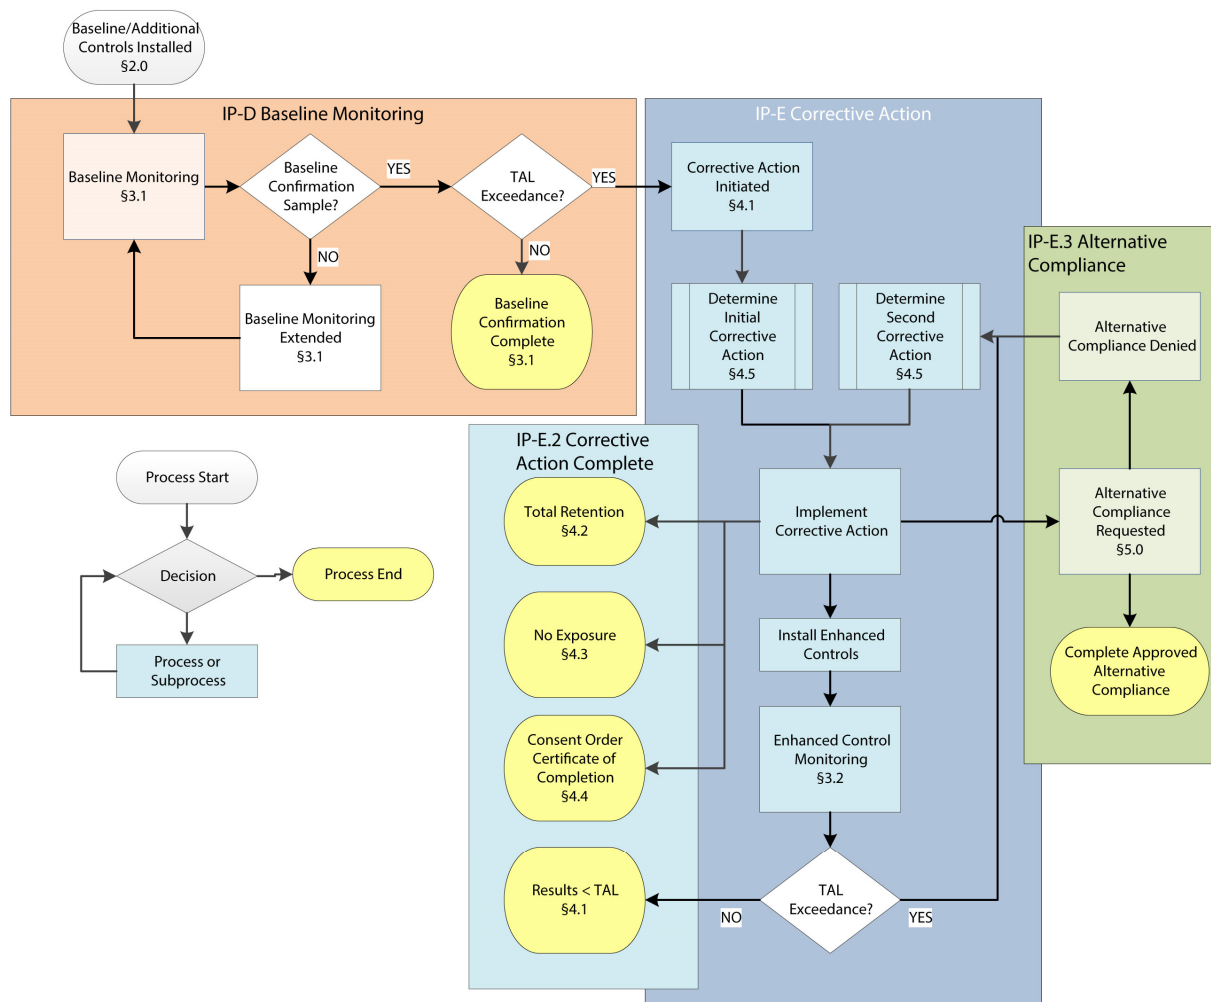 Baseline/Additional
Controls Installed
§2.0
IP-D Baseline Monitoring
Baseline Monitoring
§3.1
Baseline
Confirmation
Sample?
YES
NO
Baseline Monitoring
Extended
§3.1
TAL
Exceedance?
YES
NO
Baseline
Confirmation
Complete
§3.1
IP-E Corrective Action
Corrective Action
Initiated
§4.1
Determine
Initial
Corrective
Action
§4.5
Determine
Second
Corrective
Action
§4.5
IP-E.3 Alternative
Compliance
Alternative
Compliance Denied
Alternative
Compliance
Requested
§5.0
Complete Approved
Alternative
Compliance
Implement
Corrective Action
Install Enhanced
Controls
Enhanced Control
Monitoring
§3.2
TAL
Exceedance?
NO
YES
IP-E.2 Corrective
Action Complete
Total Retention
§4.2
No Exposure
§4.3
Consent Order
Certificate of
Completion
§4.4
Results < TAL
§4.1
Process Start
Decision
Process End
Process or
Subprocess